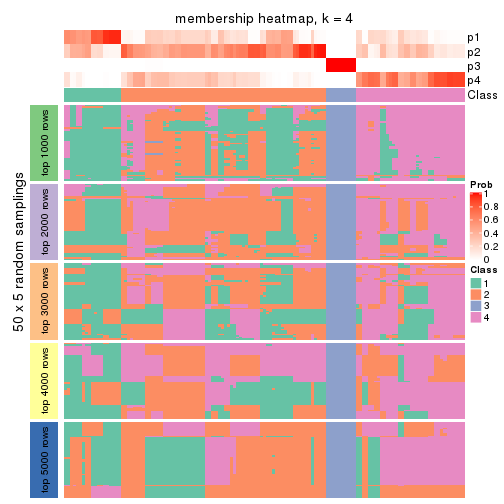 membership heatmap, k = 4
p1
p2
p3
p4
Class
50 x 5 random samplings
top 1000 rows
top 2000 rows
top 3000 rows
top 4000 rows
top 5000 rows
Prob
1
0.8
0.6
0.4
0.2
0
Class
1
2
3
4